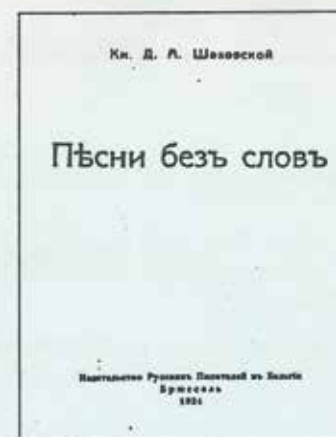 Кн. Д. А. Шаховской
Пѣсни безъ словъ
Издательство Русскихъ Писателей въ Бельгіи
Брюссель
1924